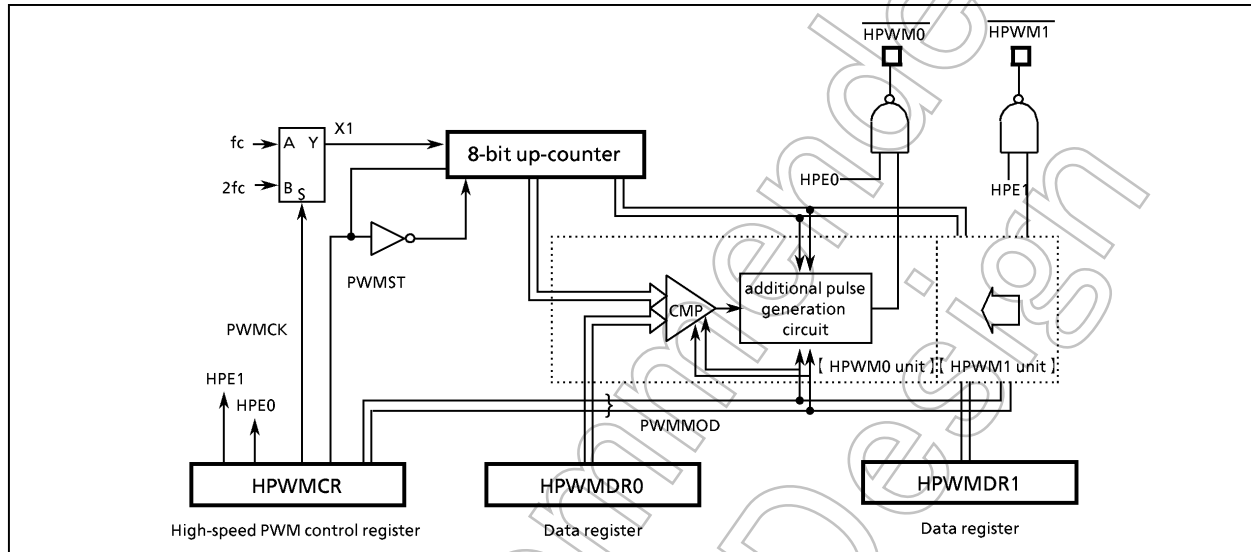 HPWM0
HPWM1
fc
2fc
A Y
B
S
X1
8-bit up-counter
HPE0
HPE1
PWMST
PWMCK
CMP
additional pulse
generation
circuit
【 HPWM0 unit 】
【 HPWM1 unit 】
HPE1
HPE0
PWMMOD
HPWMCR
HPWMDR0
HPWMDR1
High-speed PWM control register
Data register
Data register
Design